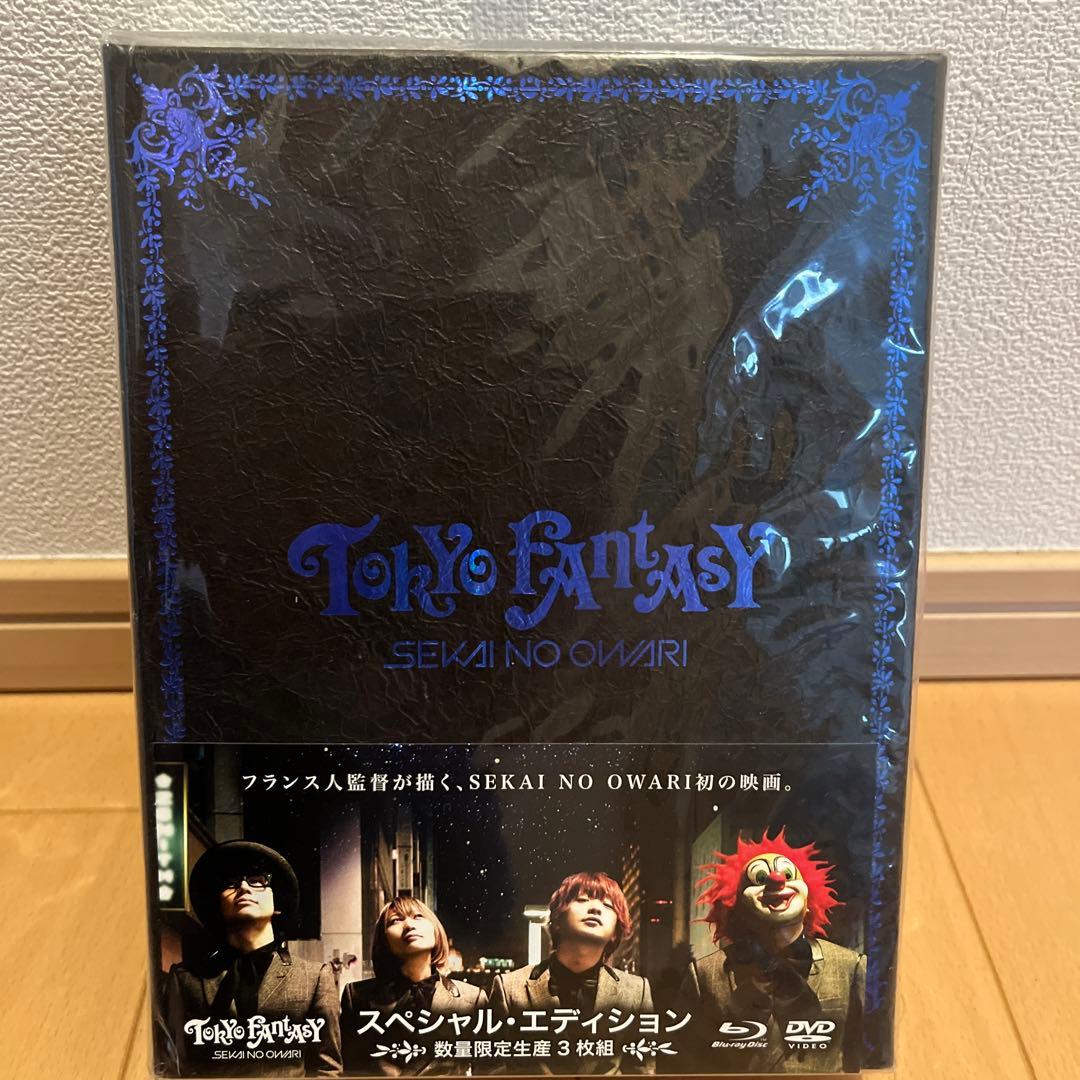 TOKYO FANTASY
SEKAI NO OWARI
フランス人監督が描く、SEKAI NO OWARI初の映画。
TOKYO FANTASY
SEKAI NO OWARI
スペシャル・エディション
数量限定生産 3 枚組
Blu-ray Disc
DVD
VIDEO